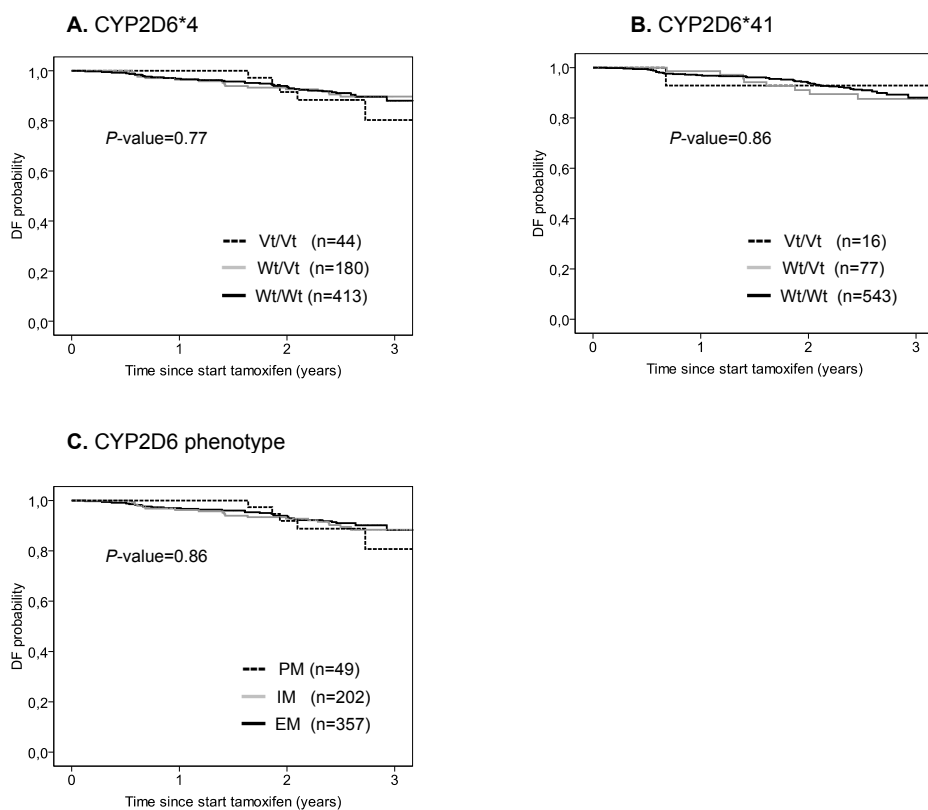 A. CYP2D6*4
1,0
0,8
0,6
0,4
0,2
0,0
DF probability
P-value=0.77
Vt/Vt (n=44)
Wt/Vt (n=180)
Wt/Wt (n=413)
0 1 2 3
Time since start tamoxifen (years)
B. CYP2D6*41
1,0
0,8
0,6
0,4
0,2
0,0
DF probability
P-value=0.86
Vt/Vt (n=16)
Wt/Vt (n=77)
Wt/Wt (n=543)
0 1 2 3
Time since start tamoxifen (years)
C. CYP2D6 phenotype
1,0
0,8
0,6
0,4
0,2
0,0
DF probability
P-value=0.86
PM (n=49)
IM (n=202)
EM (n=357)
0 1 2 3
Time since start tamoxifen (years)